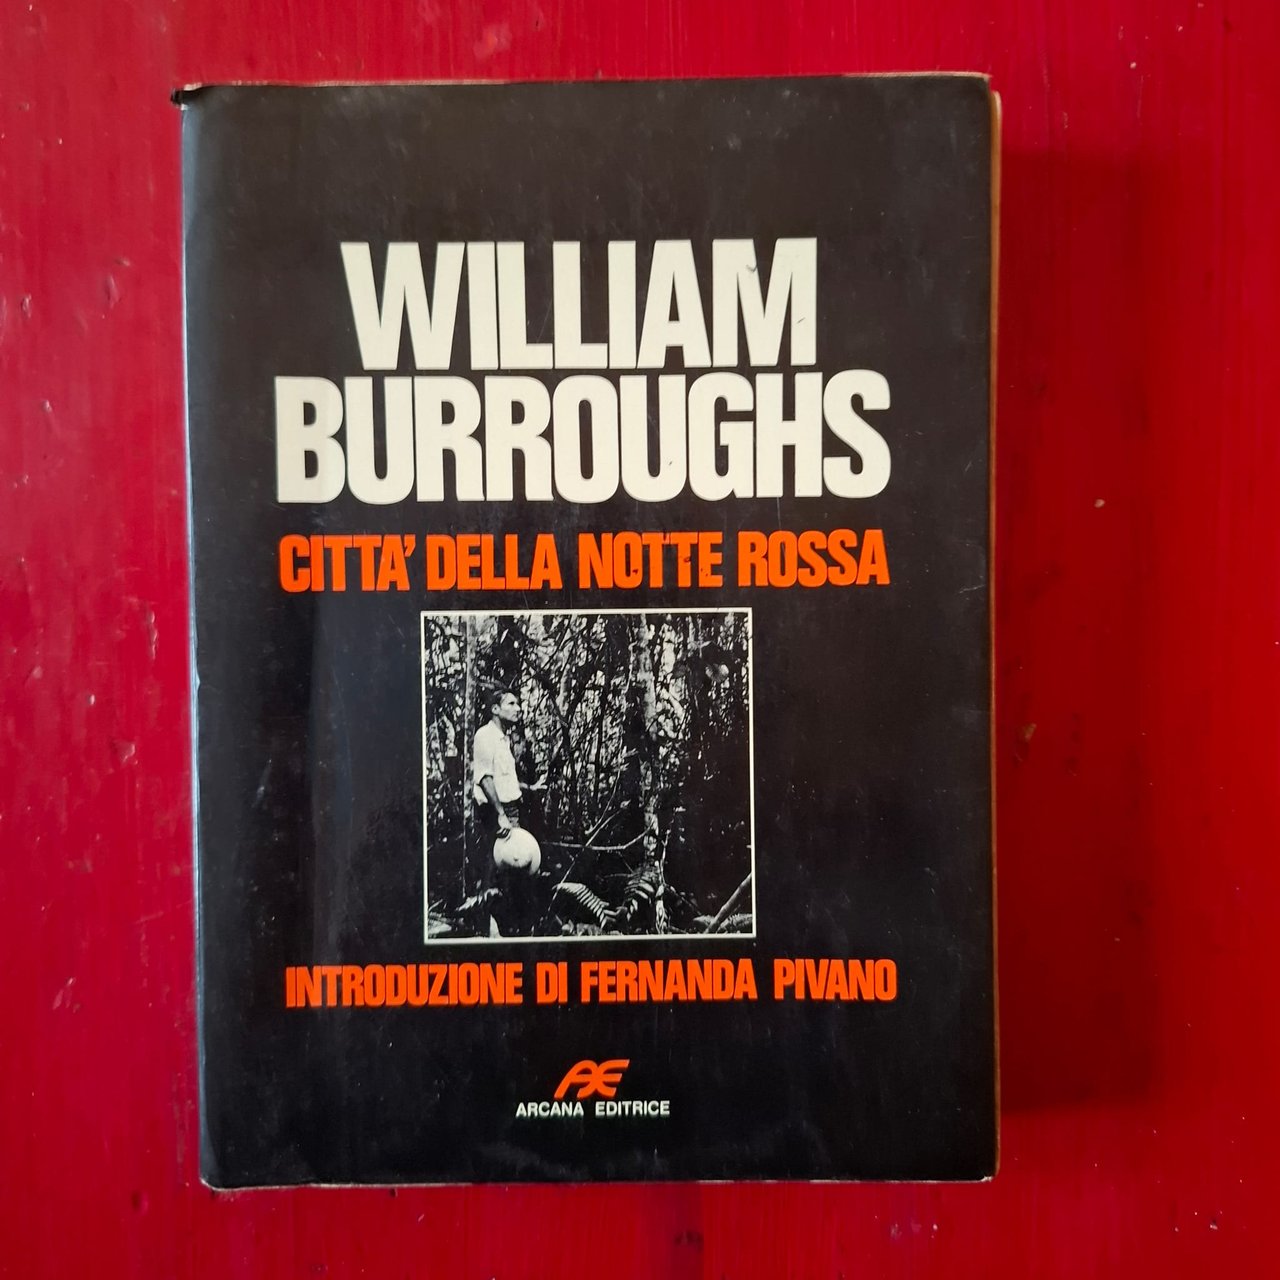 WILLIAM
BURROUGHS
CITTA' DELLA NOTTE ROSSA
INTRODUZIONE DI FERNANDA PIVANO
AE
ARCANA EDITRICE